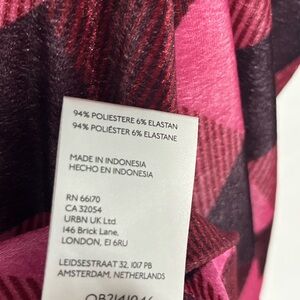 94% POLIESTERE 6% ELASTAN
94% POLIÉSTER 6% ELASTANE
MADE IN INDONESIA
HECHO EN INDONESIA
RN 66170
CA 32054
URBN UK Ltd.
146 Brick Lane,
LONDON, E1 6RU
LEIDSESTRAAT 32, 1017 PB
AMSTERDAM, NETHERLANDS